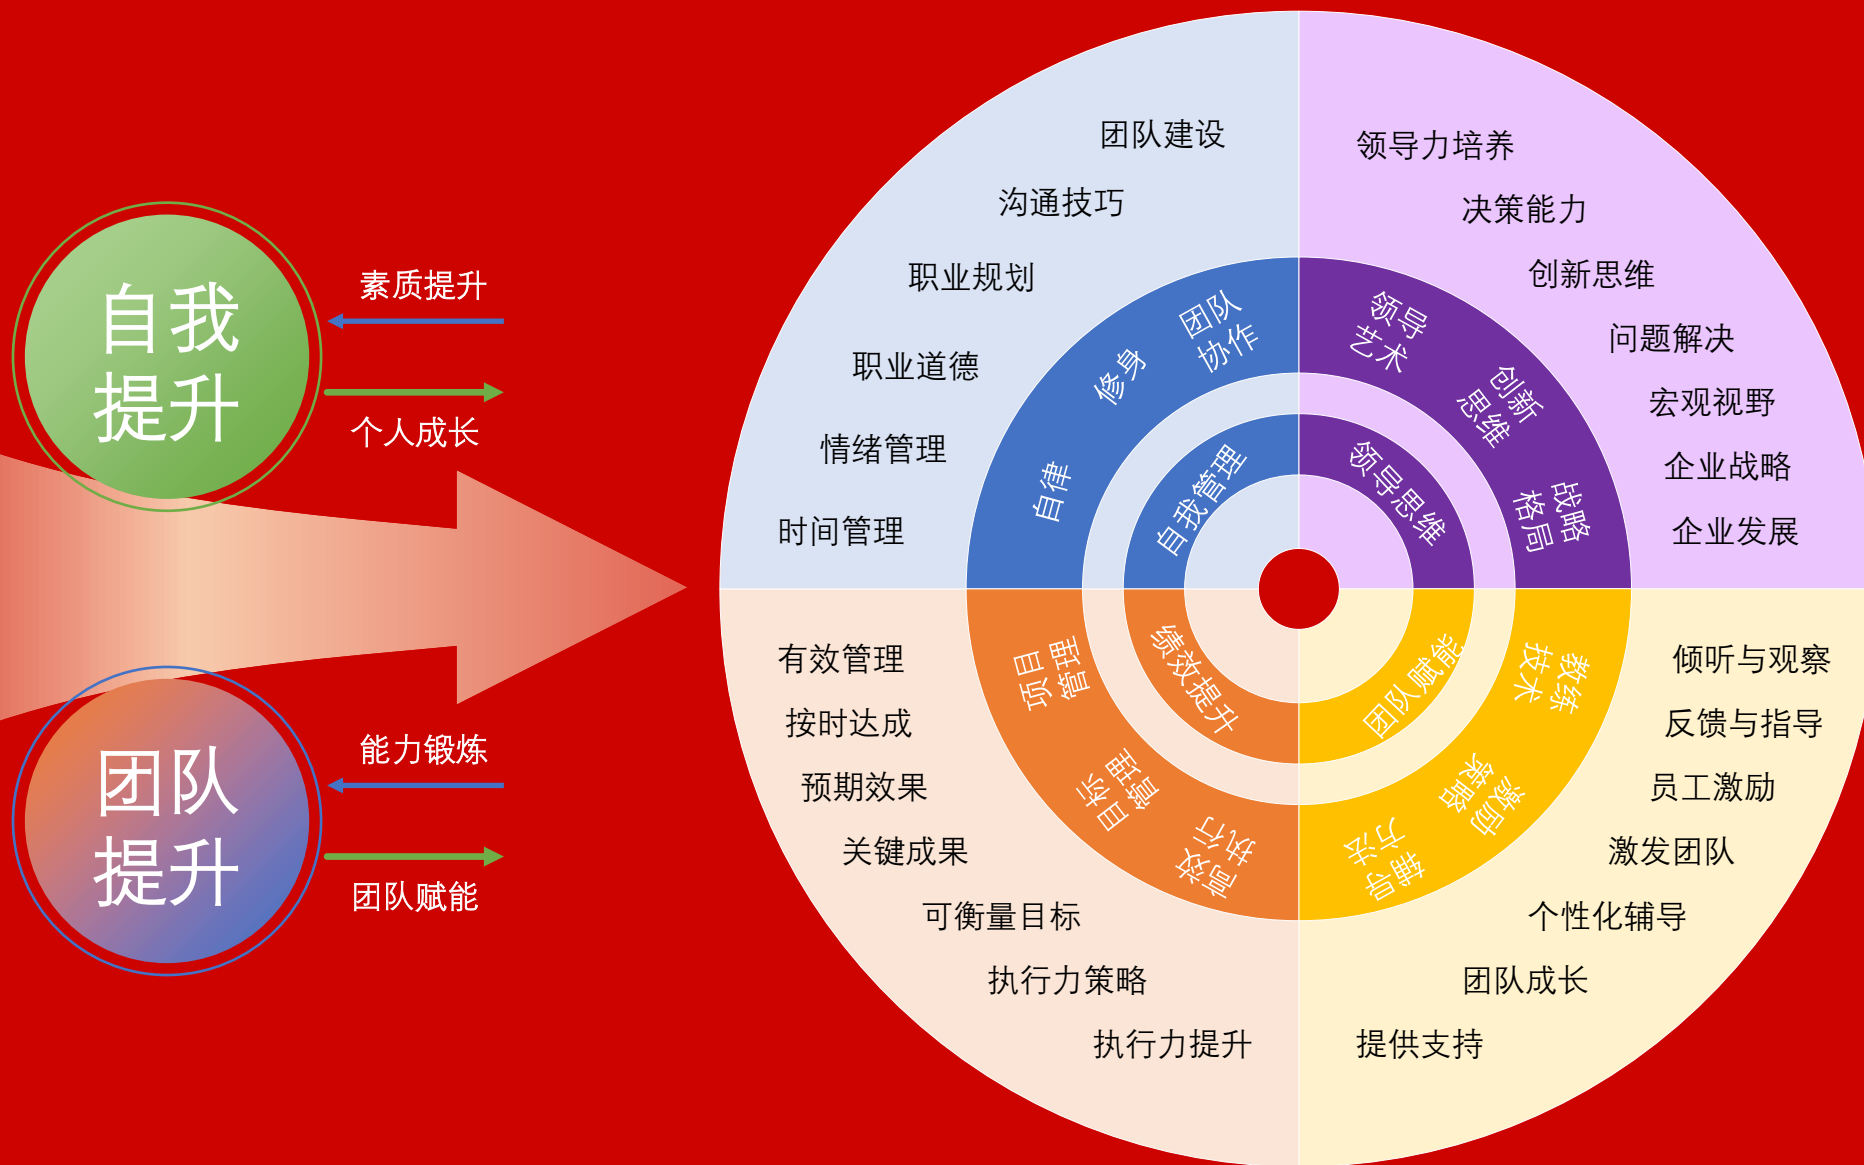 自我
提升
素质提升
个人成长
团队
提升
能力锻炼
团队赋能
团队建设
沟通技巧
职业规划
职业道德
情绪管理
时间管理
领导力培养
决策能力
创新思维
问题解决
宏观视野
企业战略
企业发展
团队
协作
修身
自律
领导
艺术
创新
思维
战略
格局
自我管理
领导思维
绩效提升
团队赋能
项目
管理
目标
管理
高效
执行
教练
技术
激励
策略
辅导
方法
有效管理
按时达成
预期效果
关键成果
可衡量目标
执行力策略
执行力提升
倾听与观察
反馈与指导
员工激励
激发团队
个性化辅导
团队成长
提供支持